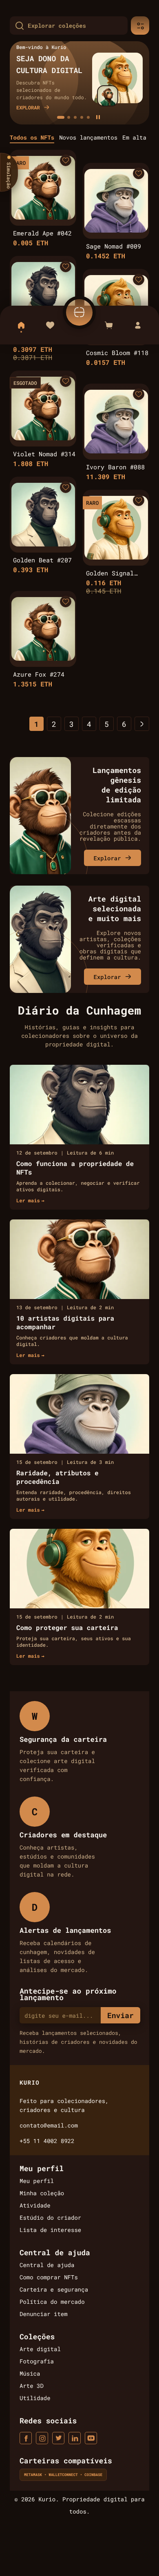 Explorar coleções
Bem-vindo à Kurio
SEJA DONO DA
CULTURA DIGITAL
Descubra NFTs
selecionados de
criadores do mundo todo.
EXPLORAR →
Todos os NFTs Novos lançamentos Em alta
RARO
Simulação
Emerald Ape #042
0.005 ETH
Sage Nomad #009
0.1452 ETH
0.3097 ETH
0.3871 ETH
Cosmic Bloom #118
0.0157 ETH
ESGOTADO
Violet Nomad #314
1.808 ETH
Ivory Baron #088
11.309 ETH
Golden Beat #207
0.393 ETH
RARO
Golden Signal…
0.116 ETH
0.145 ETH
Azure Fox #274
1.3515 ETH
1 2 3 4 5 6 >
Lançamentos
gênesis
de edição
limitada
Colecione edições
escassas
diretamente dos
criadores antes da
revelação pública.
Explorar →
Arte digital
selecionada
e muito mais
Explore novos
artistas, coleções
verificadas e
obras digitais que
definem a cultura.
Explorar →
Diário da Cunhagem
Histórias, guias e insights para
colecionadores sobre o universo da
propriedade digital.
12 de setembro | Leitura de 6 min
Como funciona a propriedade de
NFTs
Aprenda a colecionar, negociar e verificar
ativos digitais.
Ler mais →
13 de setembro | Leitura de 2 min
10 artistas digitais para
acompanhar
Conheça criadores que moldam a cultura
digital.
Ler mais →
15 de setembro | Leitura de 3 min
Raridade, atributos e
procedência
Entenda raridade, procedência, direitos
autorais e utilidade.
Ler mais →
15 de setembro | Leitura de 2 min
Como proteger sua carteira
Proteja sua carteira, seus ativos e sua
identidade.
Ler mais →
W
Segurança da carteira
Proteja sua carteira e
colecione arte digital
verificada com
confiança.
C
Criadores em destaque
Conheça artistas,
estúdios e comunidades
que moldam a cultura
digital na rede.
D
Alertas de lançamentos
Receba calendários de
cunhagem, novidades de
listas de acesso e
análises do mercado.
Antecipe-se ao próximo
lançamento
digite seu e-mail... Enviar
Receba lançamentos selecionados,
histórias de criadores e novidades do
mercado.
KURIO
Feito para colecionadores,
criadores e cultura
contato@email.com
+55 11 4002 8922
Meu perfil
Meu perfil
Minha coleção
Atividade
Estúdio do criador
Lista de interesse
Central de ajuda
Central de ajuda
Como comprar NFTs
Carteira e segurança
Política do mercado
Denunciar item
Coleções
Arte digital
Fotografia
Música
Arte 3D
Utilidade
Redes sociais
Carteiras compatíveis
METAMASK · WALLETCONNECT · COINBASE
© 2026 Kurio. Propriedade digital para
todos.